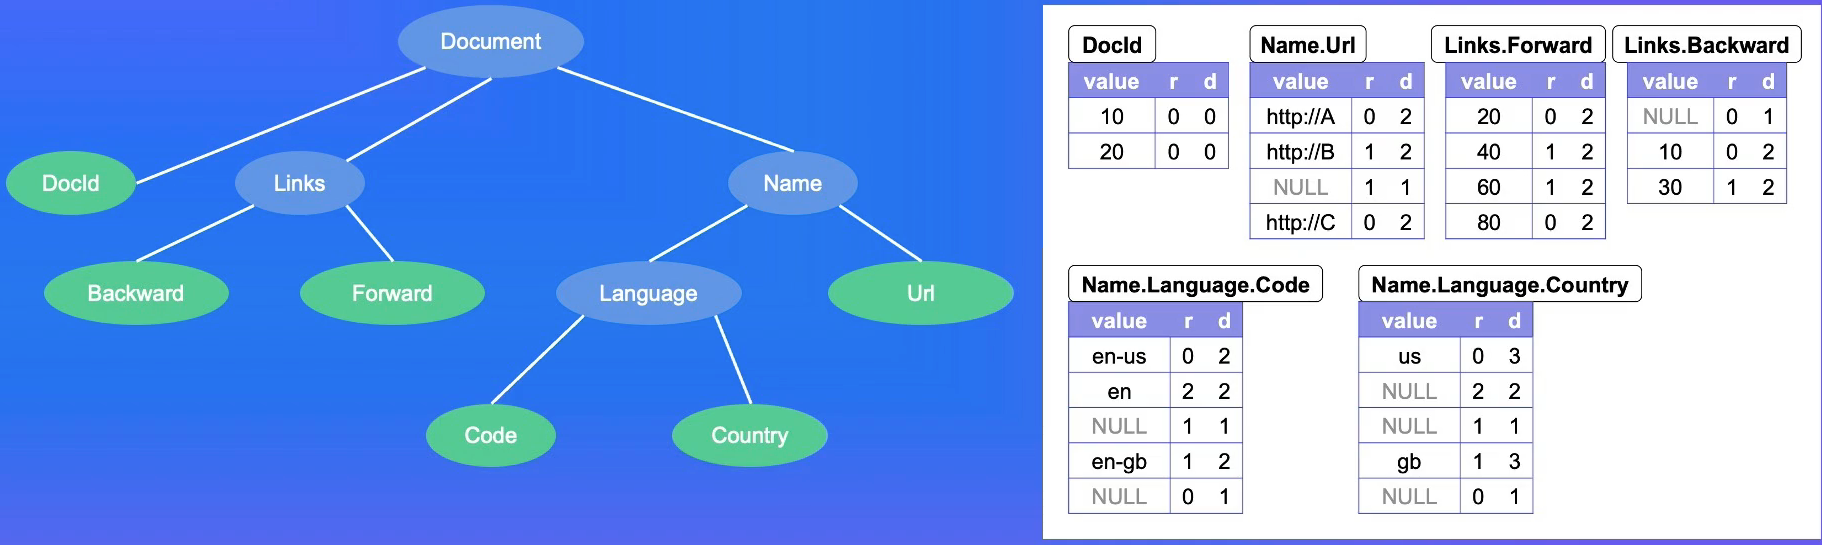 Document
DocId
Links
Name
Backward
Forward
Language
Url
Code
Country
DocId
value r d
10 0 0
20 0 0
Name.Url
value r d
http://A 0 2
http://B 1 2
NULL 1 1
http://C 0 2
Links.Forward
value r d
20 0 2
40 1 2
60 1 2
80 0 2
Links.Backward
value r d
NULL 0 1
10 0 2
30 1 2
Name.Language.Code
value r d
en-us 0 2
en 2 2
NULL 1 1
en-gb 1 2
NULL 0 1
Name.Language.Country
value r d
us 0 3
NULL 2 2
NULL 1 1
gb 1 3
NULL 0 1